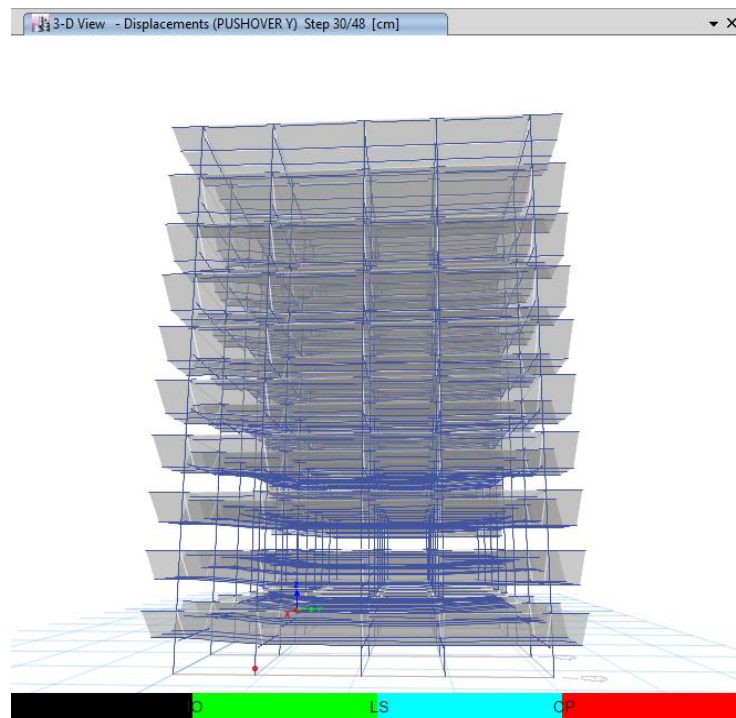 3-D View - Displacements (PUSHOVER Y) Step 30/48 [cm]
Z
X
Y
IO
LS
CP